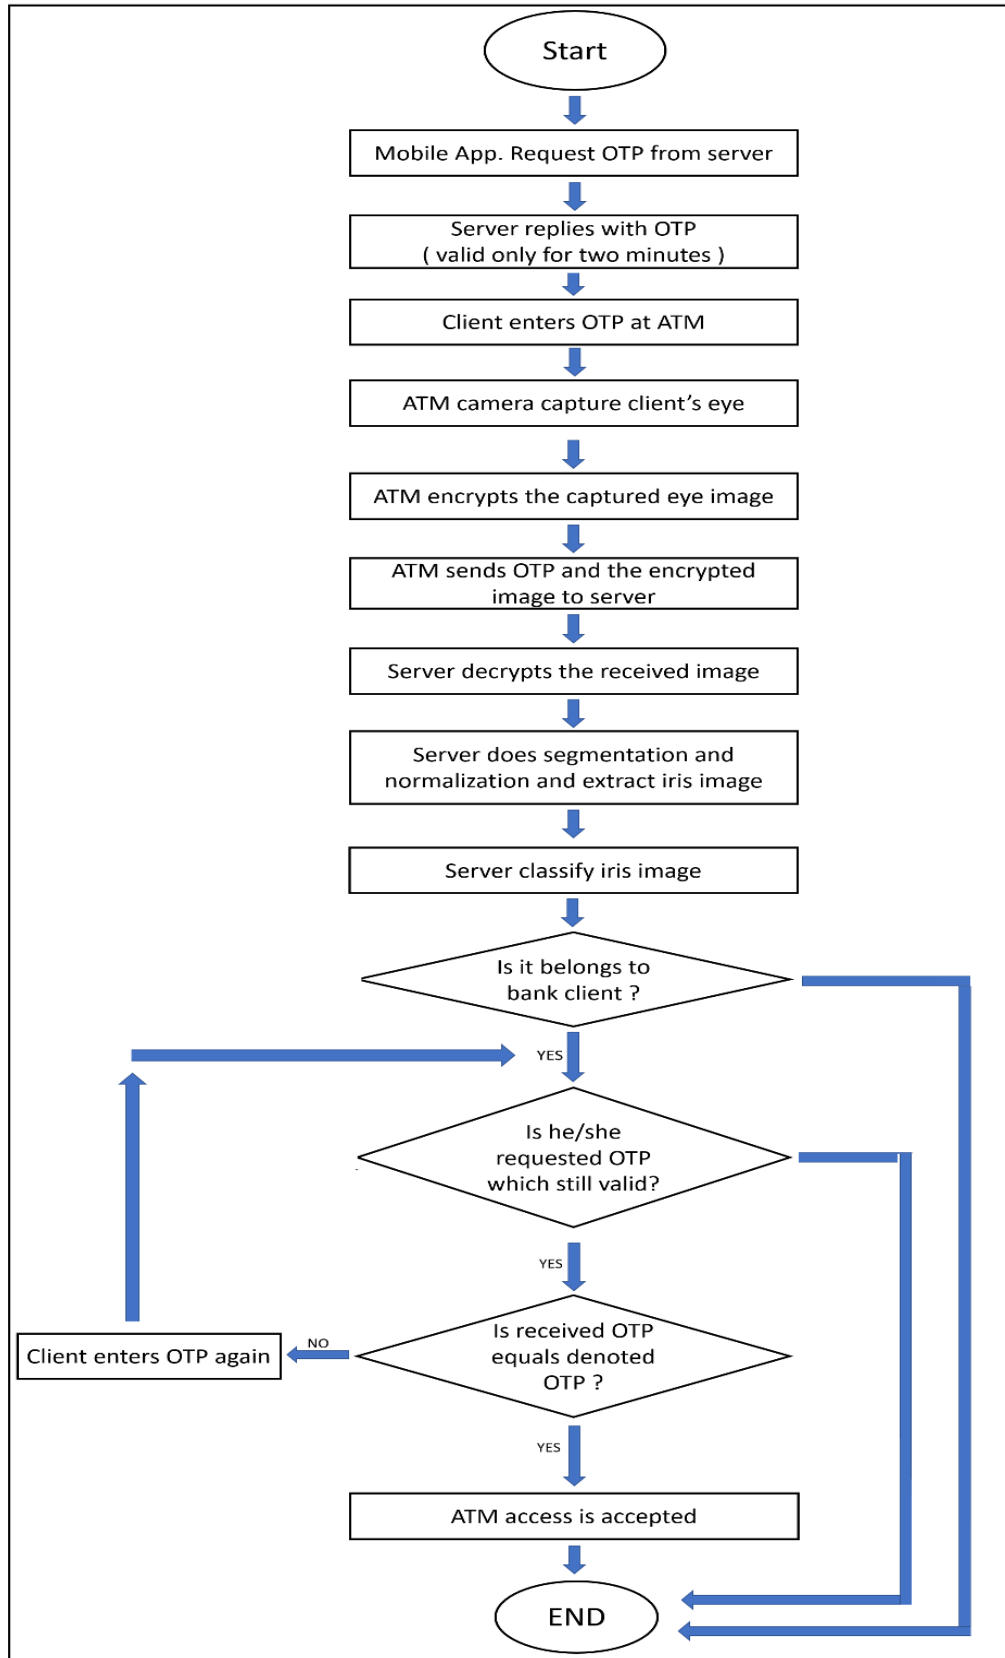 Start
Mobile App. Request OTP from server
Server replies with OTP
( valid only for two minutes )
Client enters OTP at ATM
ATM camera capture client’s eye
ATM encrypts the captured eye image
ATM sends OTP and the encrypted
image to server
Server decrypts the received image
Server does segmentation and
normalization and extract iris image
Server classify iris image
Is it belongs to
bank client ?
YES
Is he/she
requested OTP
which still valid?
YES
Is received OTP
equals denoted
OTP ?
NO
Client enters OTP again
YES
ATM access is accepted
END